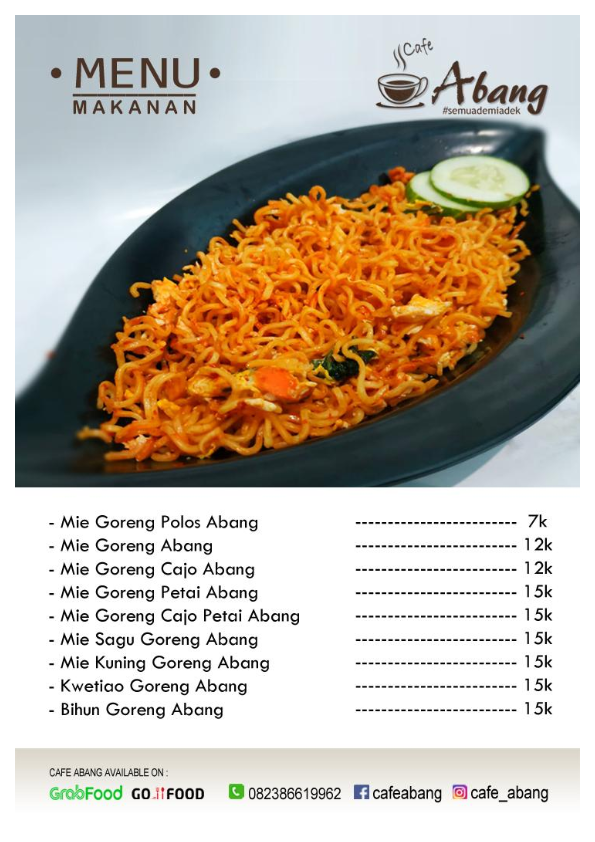 • MENU •
MAKANAN
Cafe
Abang
#semuademiadek
- Mie Goreng Polos Abang ------------------------- 7k
- Mie Goreng Abang ------------------------- 12k
- Mie Goreng Cajo Abang ------------------------- 12k
- Mie Goreng Petai Abang ------------------------- 15k
- Mie Goreng Cajo Petai Abang ------------------------- 15k
- Mie Sagu Goreng Abang ------------------------- 15k
- Mie Kuning Goreng Abang ------------------------- 15k
- Kwetiao Goreng Abang ------------------------- 15k
- Bihun Goreng Abang ------------------------- 15k
CAFE ABANG AVAILABLE ON :
GrabFood GO FOOD 082386619962 cafeabang cafe_abang